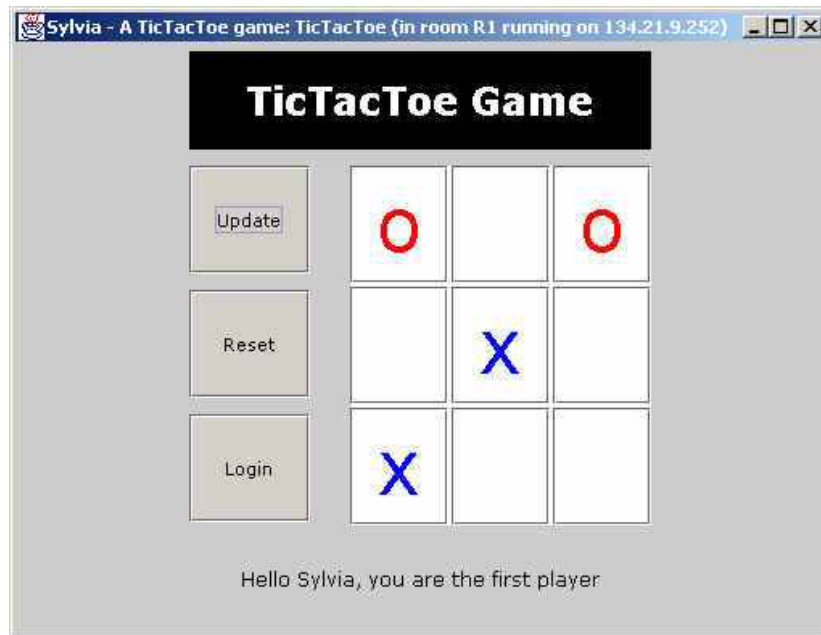 Sylvia - A TicTacToe game: TicTacToe (in room R1 running on 134.21.9.252)
TicTacToe Game
Update
O O
Reset
X
Login
X
Hello Sylvia, you are the first player